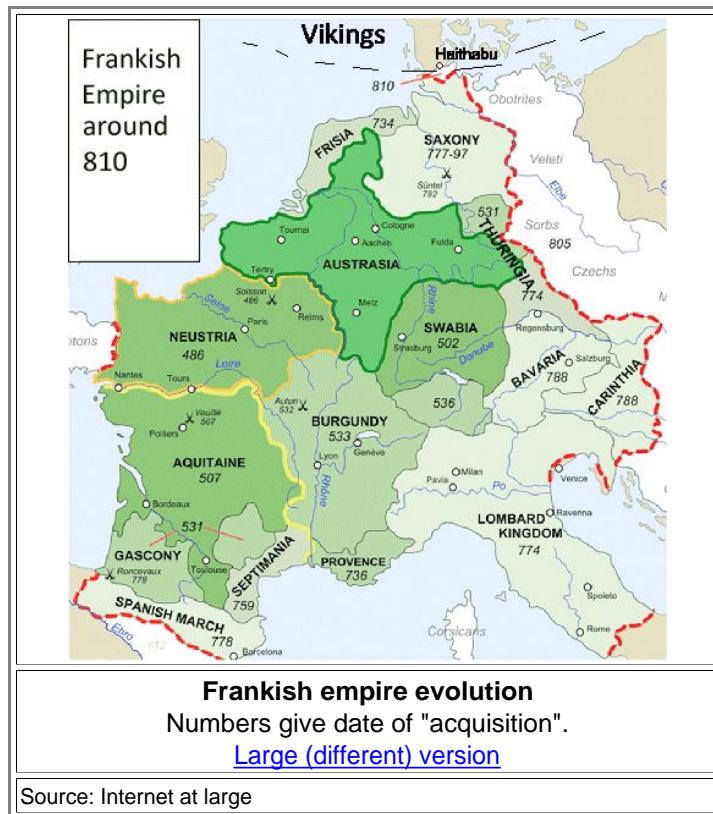 Frankish
Empire
around
810
Vikings
Haithabu
810
Obotrites
FRISIA
734
SAXONY
777-97
Süntel
782
Veleti
Elbe
531
Sorbs
805
Czechs
THURINGIA
774
Tournai
Cologne
Aachen
Fulda
AUSTRASIA
Tertry
Soisson
486
Metz
Rhine
Seine
Paris
Reims
NEUSTRIA
486
Loire
SWABIA
502
Strasburg
Danube
Regensburg
BAVARIA
788
Salzburg
CARINTHIA
788
Nantes
Tours
Autun
532
536
Vouillé
507
Poitiers
BURGUNDY
533
Lyon
Genève
Rhône
AQUITAINE
507
Bordeaux
531
GASCONY
Toulouse
Roncevaux
778
SEPTIMANIA
759
PROVENCE
736
Milan
Pavia
Po
Venice
Ravenna
LOMBARD
KINGDOM
774
Spoleto
Rome
Corsicans
SPANISH MARCH
778
Ebro
Barcelona
Frankish empire evolution
Numbers give date of "acquisition".
Large (different) version
Source: Internet at large